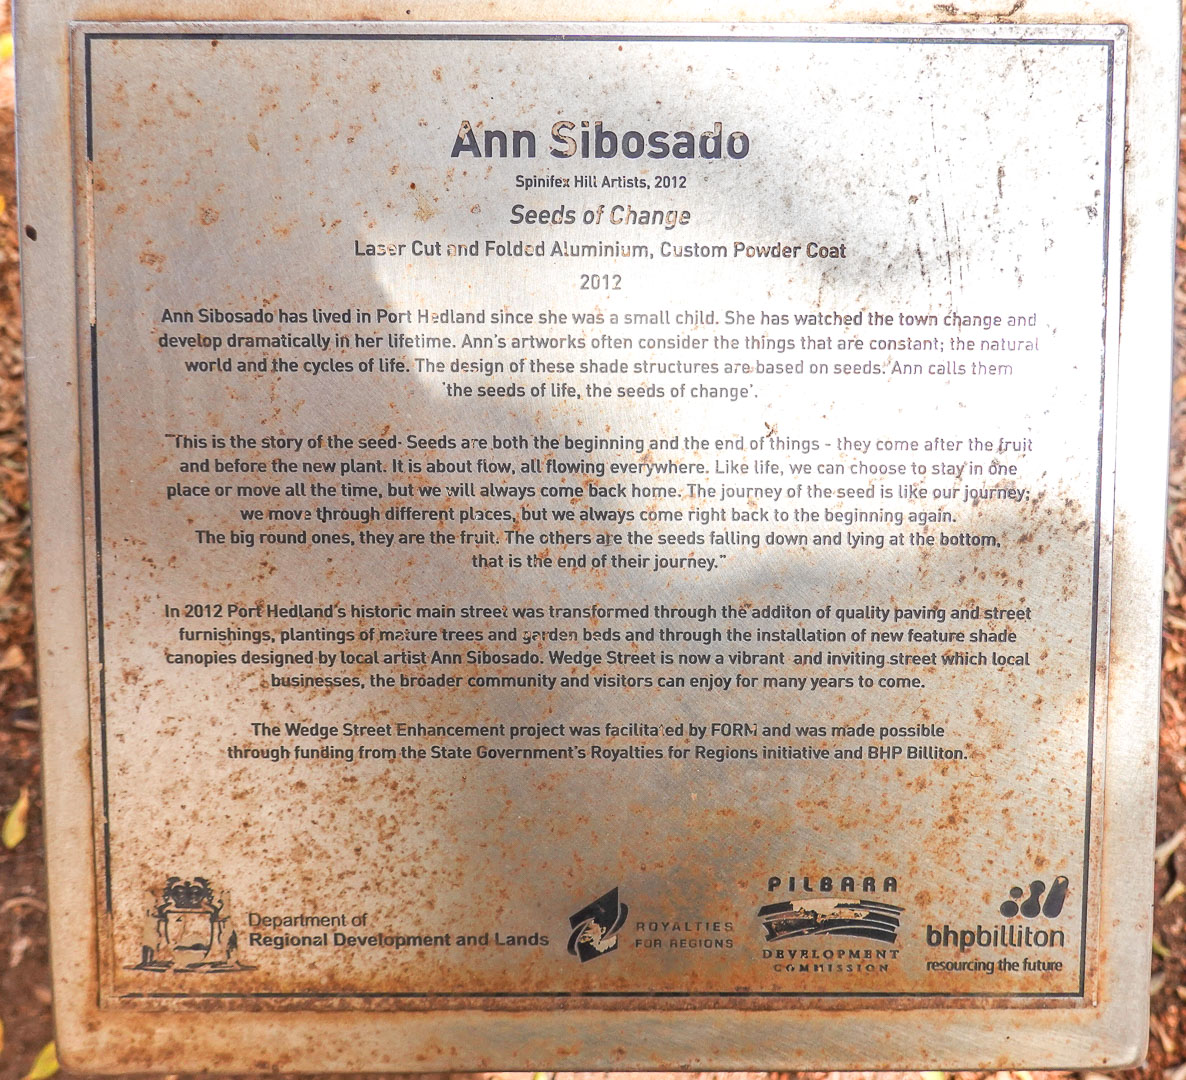 Ann Sibosado
Spinifex Hill Artists, 2012
Seeds of Change
Laser Cut and Folded Aluminium, Custom Powder Coat
2012
Ann Sibosado has lived in Port Hedland since she was a small child. She has watched the town change and
develop dramatically in her lifetime. Ann's artworks often consider the things that are constant; the natural
world and the cycles of life. The design of these shade structures are based on seeds. Ann calls them
'the seeds of life, the seeds of change'.
"This is the story of the seed- Seeds are both the beginning and the end of things - they come after the fruit
and before the new plant. It is about flow, all flowing everywhere. Like life, we can choose to stay in one
place or move all the time, but we will always come back home. The journey of the seed is like our journey;
we move through different places, but we always come right back to the beginning again.
The big round ones, they are the fruit. The others are the seeds falling down and lying at the bottom,
that is the end of their journey."
In 2012 Port Hedland's historic main street was transformed through the additon of quality paving and street
furnishings, plantings of mature trees and garden beds and through the installation of new feature shade
canopies designed by local artist Ann Sibosado. Wedge Street is now a vibrant and inviting street which local
businesses, the broader community and visitors can enjoy for many years to come.
The Wedge Street Enhancement project was facilitated by FORM and was made possible
through funding from the State Government's Royalties for Regions initiative and BHP Billiton.
Department of
Regional Development and Lands
ROYALTIES
FOR REGIONS
PILBARA
DEVELOPMENT
COMMISSION
bhpbilliton
resourcing the future